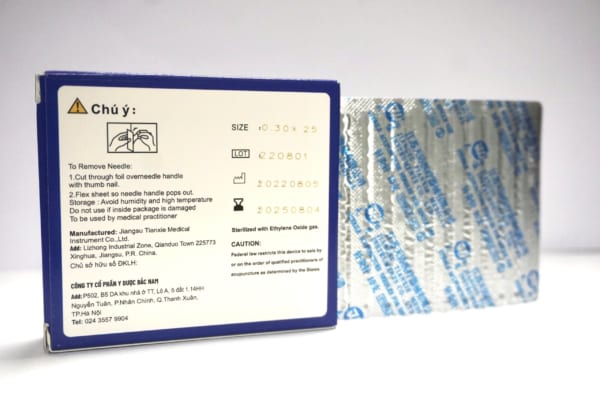 Chú ý:
To Remove Needle:
1.Cut through foil overneedle handle
with thumb nail.
2.Flex sheet so needle handle pops out.
Storage : Avoid humidity and high temperature
Do not use if inside package is damaged
To be used by medical practitioner
Manufactured: Jiangsu Tianxie Medical
Instrument Co,.Ltd.
Add: Lizhong Industrial Zone, Qianduo Town 225773
Xinghua, Jiangsu, P.R. China.
Chủ sở hữu số ĐKLH:
CÔNG TY CỔ PHẦN Y DƯỢC BẮC NAM
Add:P502, B5 DA khu nhà ở TT, Lô A, 5 đất 1.14HH
Nguyễn Tuân, P.Nhân Chính, Q.Thanh Xuân,
TP.Hà Nội
Tel: 024 3557 9904
SIZE :0.30X 25
LOT 220801
20220805
20250804
Sterilized with Ethylene Oxide gas.
CAUTION:
Federal law restricts this device to sale by
or on the order of qualified practitioners of
acupuncture as determined by the States